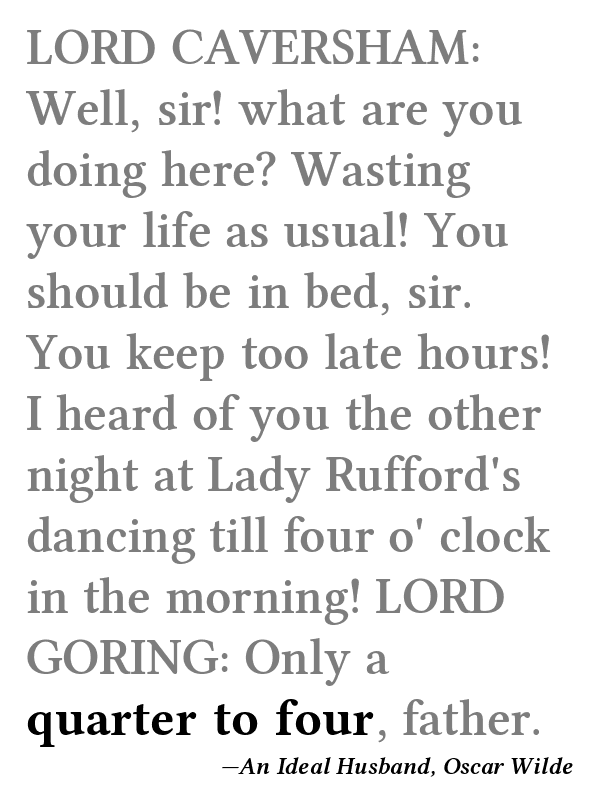 LORD CAVERSHAM:
Well, sir! what are you
doing here? Wasting
your life as usual! You
should be in bed, sir.
You keep too late hours!
I heard of you the other
night at Lady Rufford's
dancing till four o' clock
in the morning! LORD
GORING: Only a
quarter to four, father.
—An Ideal Husband, Oscar Wilde